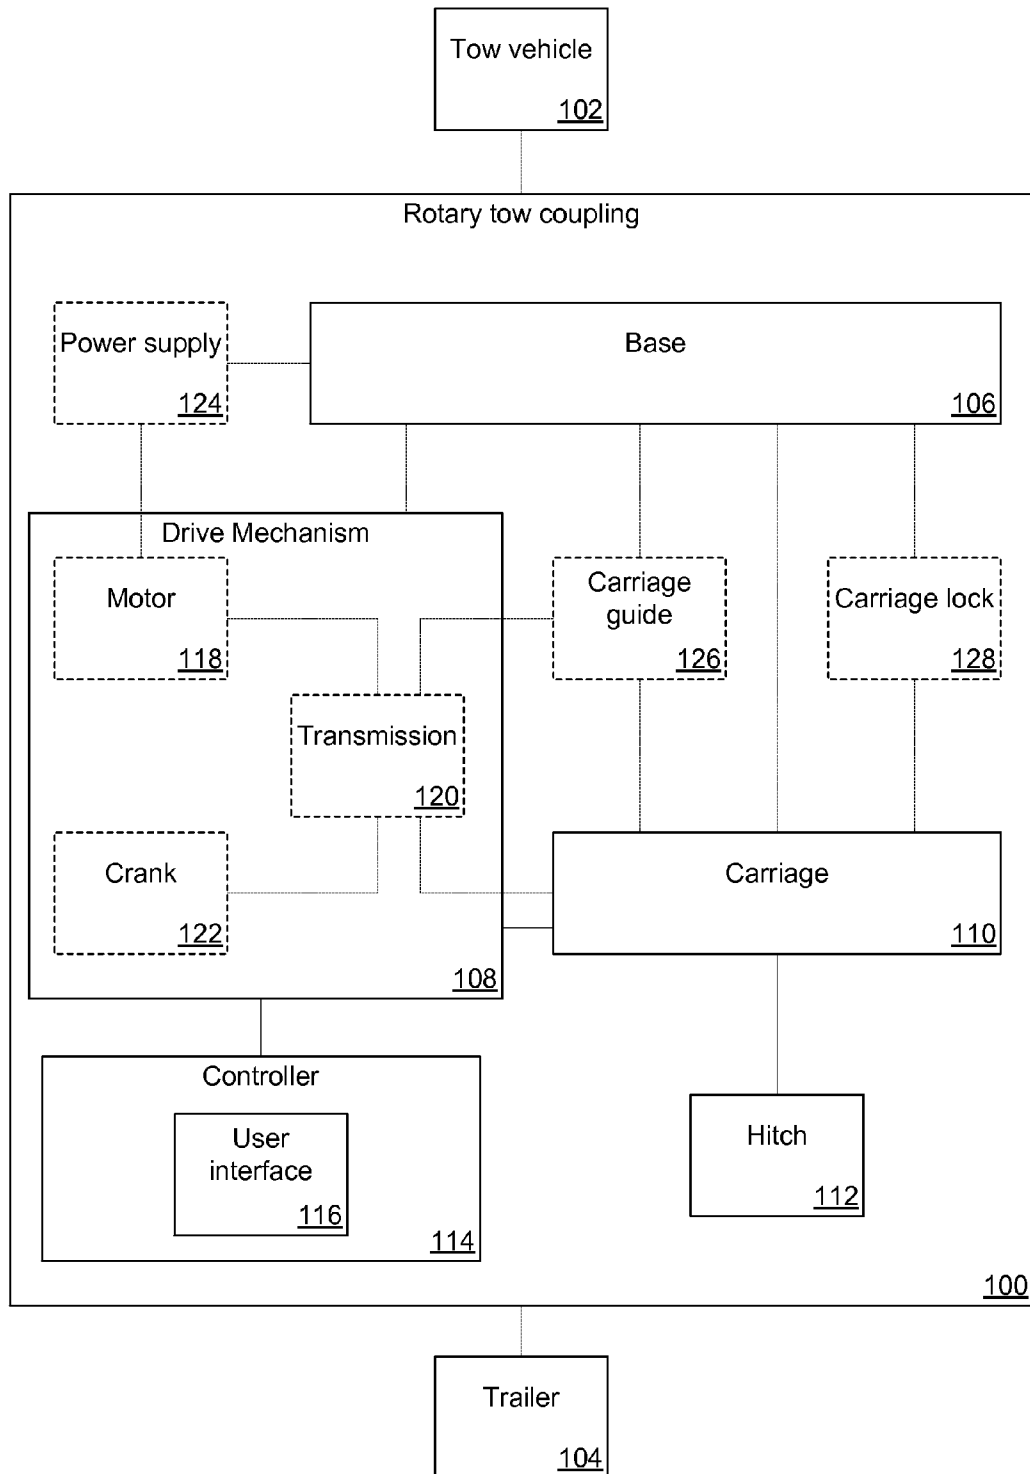 Tow vehicle
102
Rotary tow coupling
Power supply
124
Base
106
Drive Mechanism
Motor
118
Carriage
guide
126
Carriage lock
128
Transmission
120
Crank
122
Carriage
110
108
Controller
User
interface
116
114
Hitch
112
100
Trailer
104